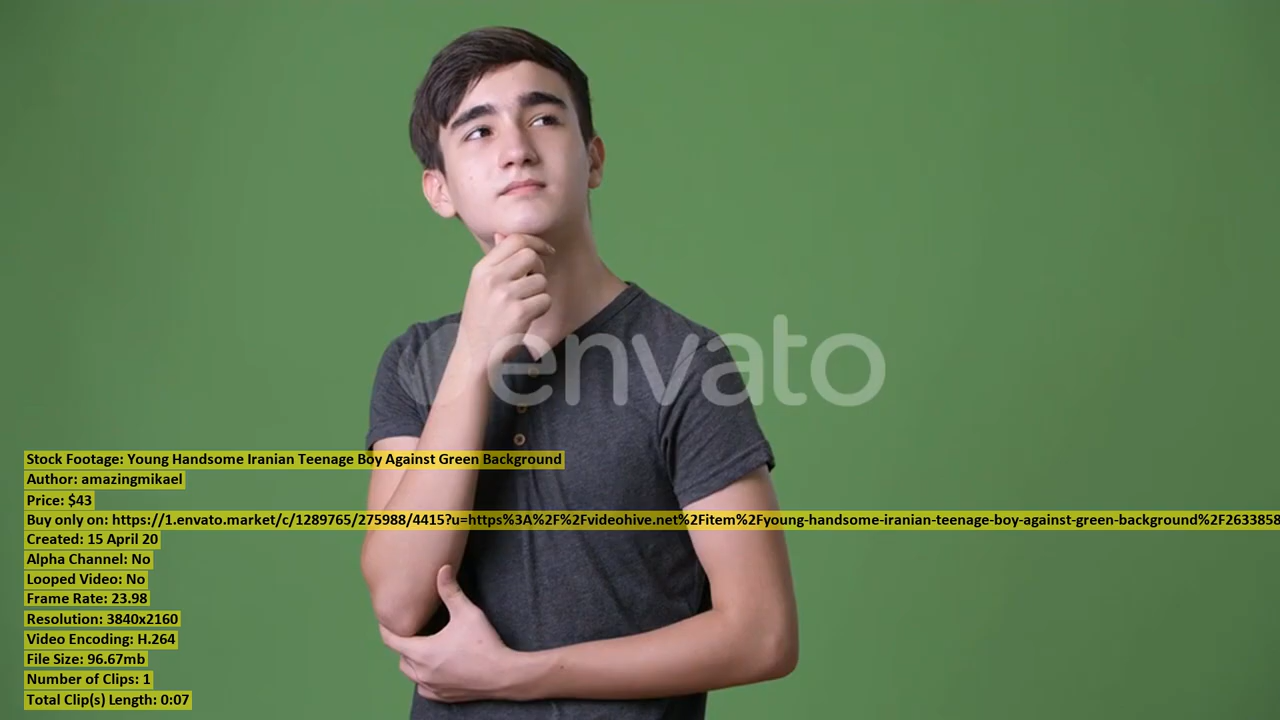 envato
Stock Footage: Young Handsome Iranian Teenage Boy Against Green Background
Author: amazingmikael
Price: $43
Buy only on: https://1.envato.market/c/1289765/275988/4415?u=https%3A%2F%2Fvideohive.net%2Fitem%2Fyoung-handsome-iranian-teenage-boy-against-green-background%2F2633858
Created: 15 April 20
Alpha Channel: No
Looped Video: No
Frame Rate: 23.98
Resolution: 3840x2160
Video Encoding: H.264
File Size: 96.67mb
Number of Clips: 1
Total Clip(s) Length: 0:07